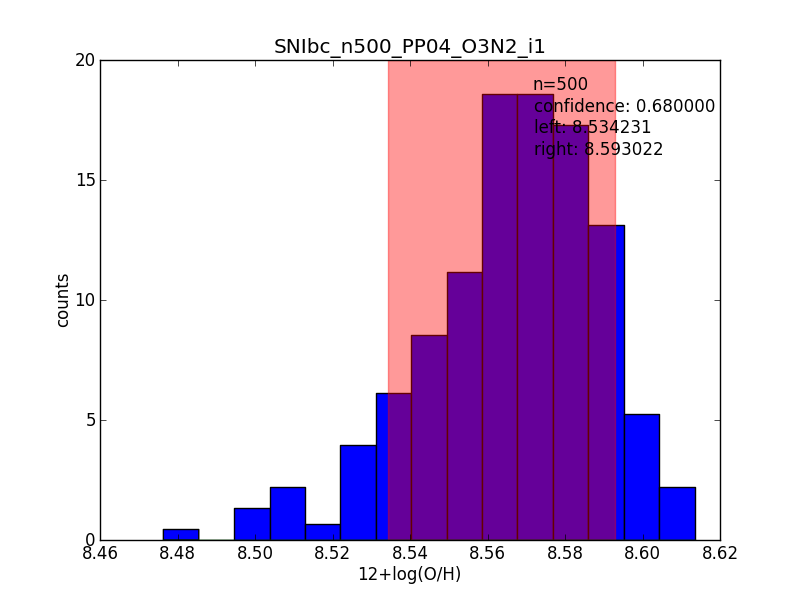 SNIbc_n500_PP04_O3N2_i1
n=500
confidence: 0.680000
left: 8.534231
right: 8.593022
20
15
10
5
0
counts
8.46 8.48 8.50 8.52 8.54 8.56 8.58 8.60 8.62
12+log(O/H)